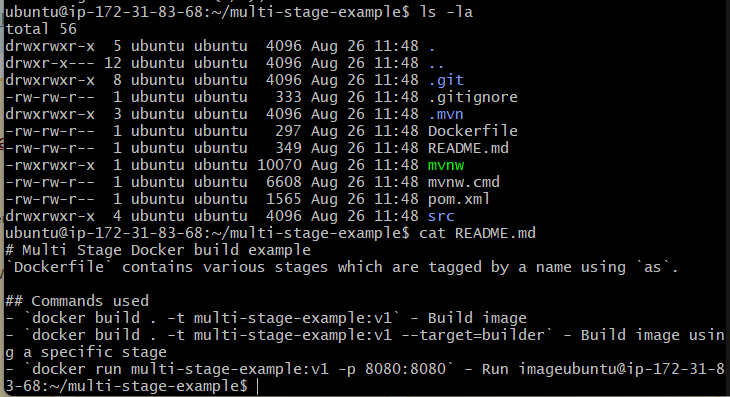 ubuntu@ip-172-31-83-68:~/multi-stage-example$ ls -la
total 56
drwxrwxr-x  5 ubuntu ubuntu  4096 Aug 26 11:48 .
drwxr-x--- 12 ubuntu ubuntu  4096 Aug 26 11:48 ..
drwxrwxr-x  8 ubuntu ubuntu  4096 Aug 26 11:48 .git
-rw-rw-r--  1 ubuntu ubuntu   333 Aug 26 11:48 .gitignore
drwxrwxr-x  3 ubuntu ubuntu  4096 Aug 26 11:48 .mvn
-rw-rw-r--  1 ubuntu ubuntu   297 Aug 26 11:48 Dockerfile
-rw-rw-r--  1 ubuntu ubuntu   349 Aug 26 11:48 README.md
-rwxrwxr-x  1 ubuntu ubuntu 10070 Aug 26 11:48 mvnw
-rw-rw-r--  1 ubuntu ubuntu  6608 Aug 26 11:48 mvnw.cmd
-rw-rw-r--  1 ubuntu ubuntu  1565 Aug 26 11:48 pom.xml
drwxrwxr-x  4 ubuntu ubuntu  4096 Aug 26 11:48 src
ubuntu@ip-172-31-83-68:~/multi-stage-example$ cat README.md
# Multi Stage Docker build example
`Dockerfile` contains various stages which are tagged by a name using `as`.

## Commands used
- `docker build . -t multi-stage-example:v1` - Build image
- `docker build . -t multi-stage-example:v1 --target=builder` - Build image usin
g a specific stage
- `docker run multi-stage-example:v1 -p 8080:8080` - Run imageubuntu@ip-172-31-8
3-68:~/multi-stage-example$